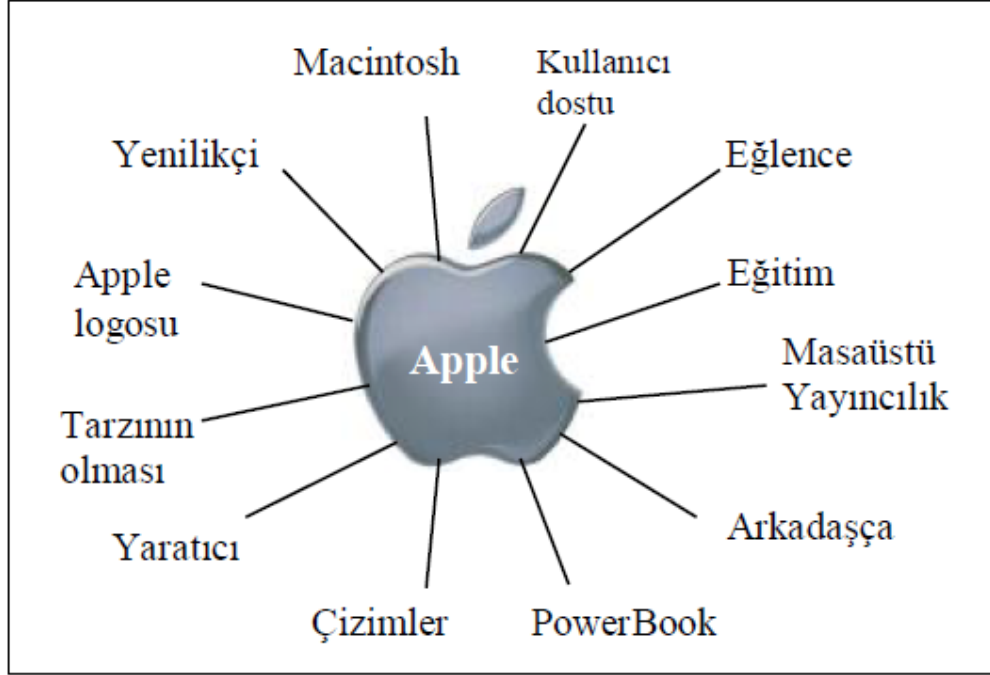 Macintosh
Kullanıcı
dostu
Yenilikçi
Eğlence
Apple
logosu
Eğitim
Apple
Masaüstü
Yayıncılık
Tarzının
olması
Arkadaşça
Yaratıcı
Çizimler
PowerBook